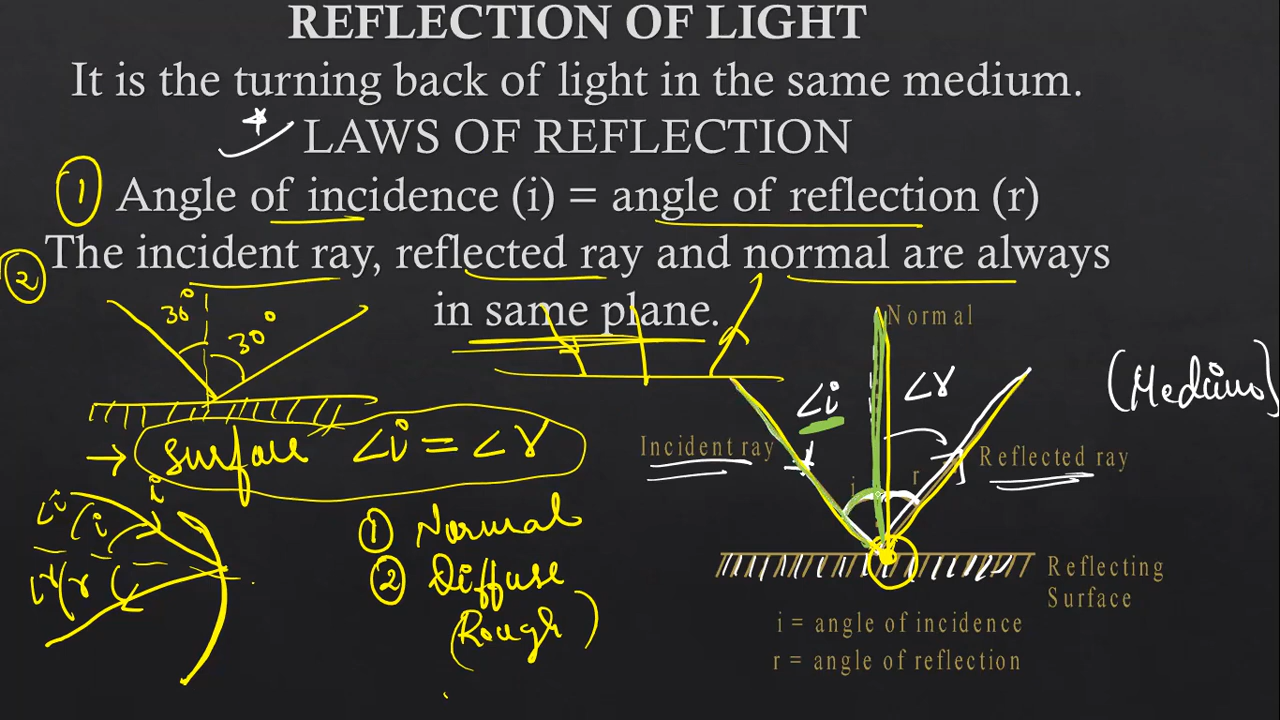 REFLECTION OF LIGHT
It is the turning back of light in the same medium.
LAWS OF REFLECTION
① Angle of incidence (i) = angle of reflection (r)
② The incident ray, reflected ray and normal are always
in same plane.
30° 30°
Normal
∠i ∠r
(Medium)
Incident ray
Reflected ray
i r
→ Surface ∠i = ∠r
i
∠i i
r
① Normal
② Diffuse
(Rough)
Reflecting
Surface
i = angle of incidence
r = angle of reflection